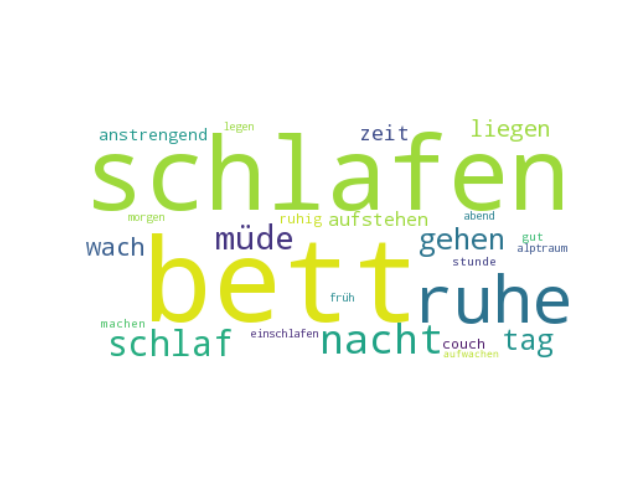 legen
anstrengend zeit liegen
schlafen
morgen ruhig aufstehen abend
wach müde gehen gut
alptraum
stunde
bett ruhe
früh
machen
schlaf einschlafen nacht couch tag
aufwachen